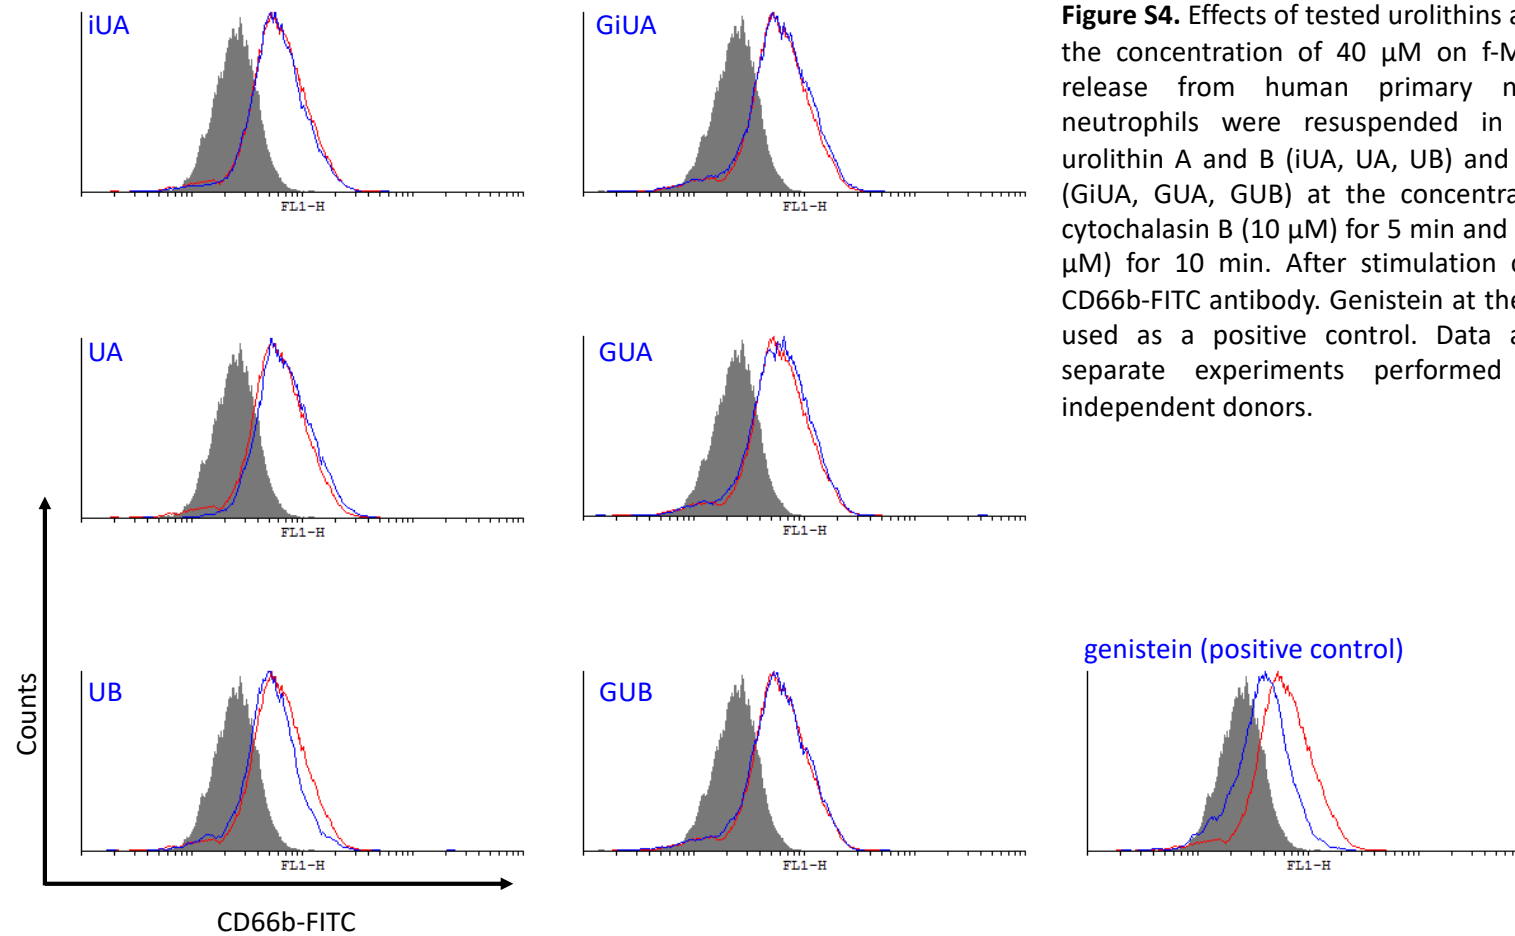 iUA
FL1-H
GiUA
FL1-H
Figure S4. Effects of tested urolithins
the concentration of 40 µM on
release from human primary
neutrophils were resuspended in
urolithin A and B (iUA, UA, UB) and
(GiUA, GUA, GUB) at the
cytochalasin B (10 µM) for 5 min and
µM) for 10 min. After stimulation
CD66b-FITC antibody. Genistein at
used as a positive control. Data
separate experiments performed
independent donors.
UA
FL1-H
GUA
FL1-H
UB
FL1-H
GUB
FL1-H
genistein (positive control)
FL1-H
Counts
CD66b-FITC